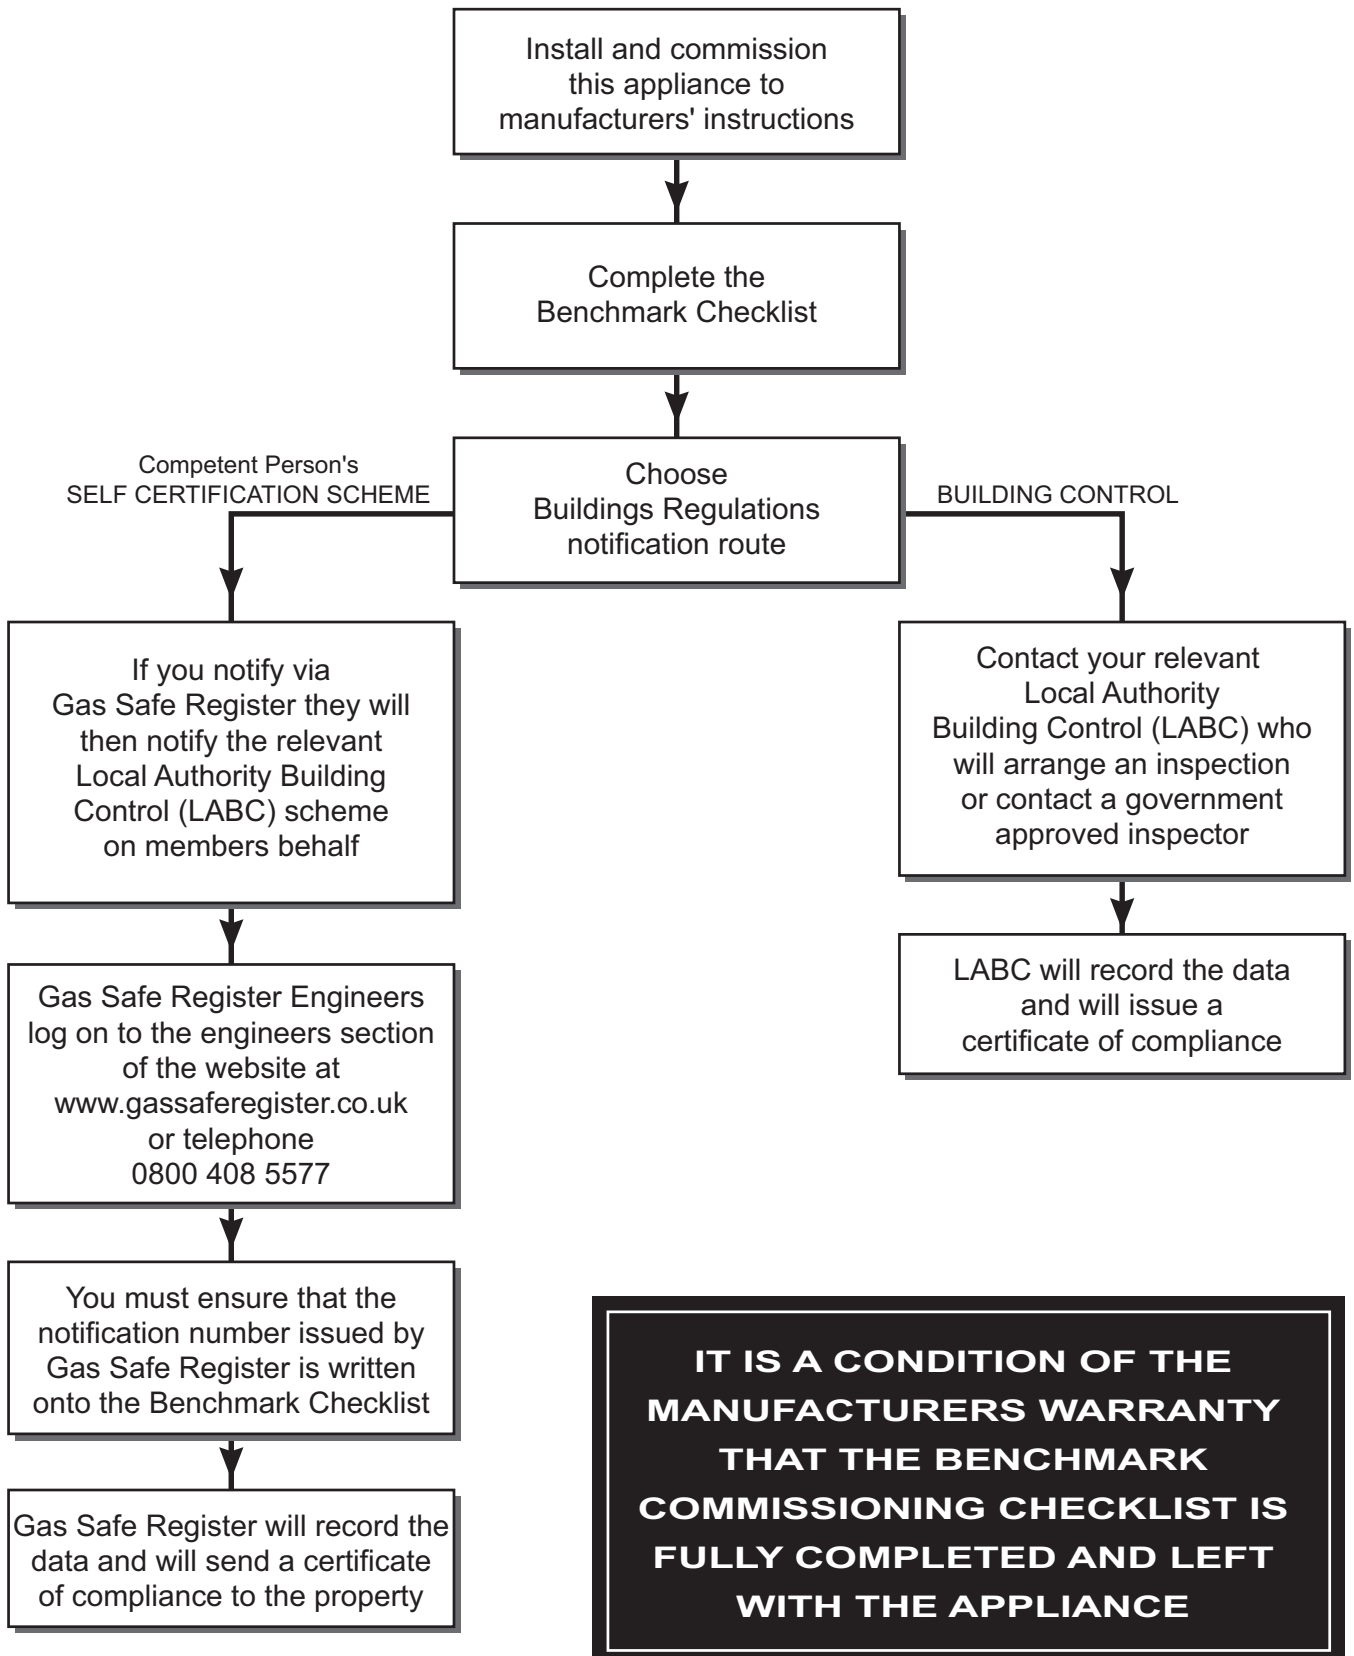 Install and commission
this appliance to
manufacturers' instructions
Complete the
Benchmark Checklist
Choose
Buildings Regulations
notification route
Competent Person's
SELF CERTIFICATION SCHEME
BUILDING CONTROL
If you notify via
Gas Safe Register they will
then notify the relevant
Local Authority Building
Control (LABC) scheme
on members behalf
Gas Safe Register Engineers
log on to the engineers section
of the website at
www.gassaferegister.co.uk
or telephone
0800 408 5577
You must ensure that the
notification number issued by
Gas Safe Register is written
onto the Benchmark Checklist
Gas Safe Register will record the
data and will send a certificate
of compliance to the property
Contact your relevant
Local Authority
Building Control (LABC) who
will arrange an inspection
or contact a government
approved inspector
LABC will record the data
and will issue a
certificate of compliance
IT IS A CONDITION OF THE
MANUFACTURERS WARRANTY
THAT THE BENCHMARK
COMMISSIONING CHECKLIST IS
FULLY COMPLETED AND LEFT
WITH THE APPLIANCE